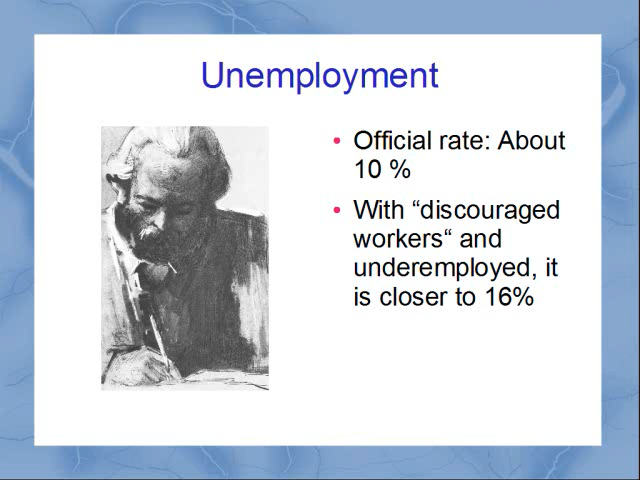 Unemployment
• Official rate: About
10 %
• With “discouraged
workers“ and
underemployed, it
is closer to 16%